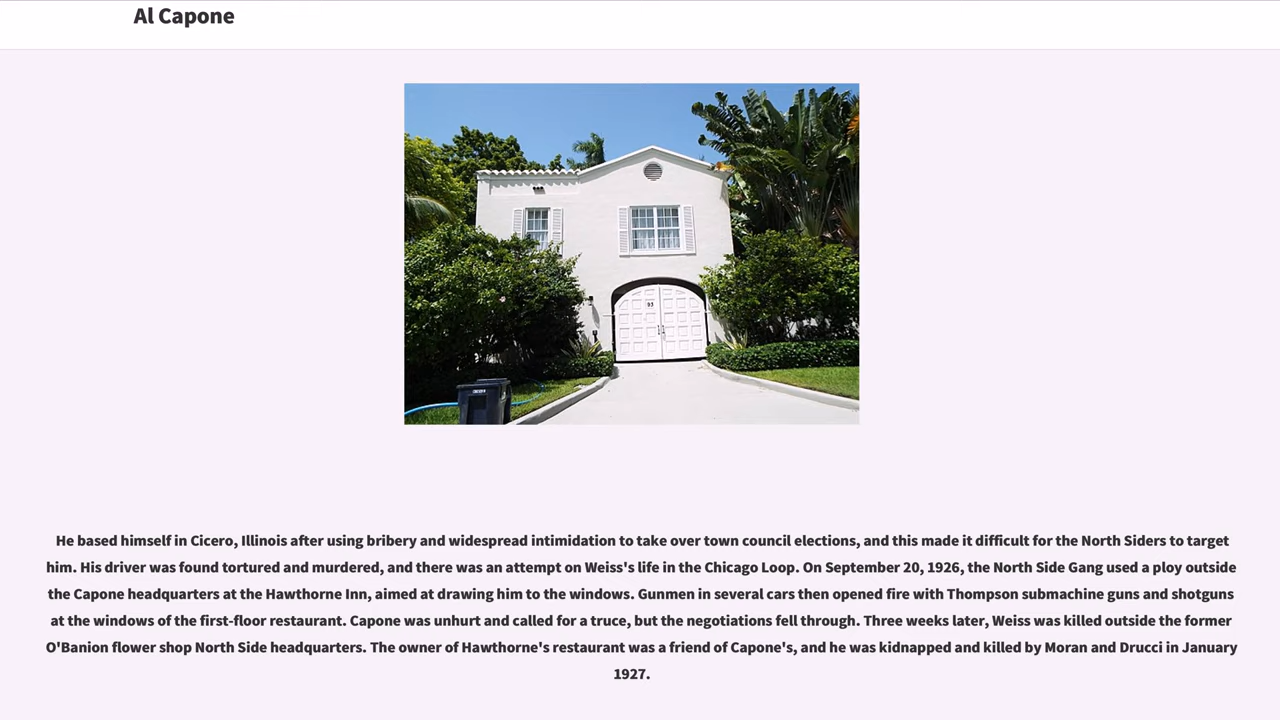 Al Capone
93
He based himself in Cicero, Illinois after using bribery and widespread intimidation to take over town council elections, and this made it difficult for the North Siders to target
him. His driver was found tortured and murdered, and there was an attempt on Weiss's life in the Chicago Loop. On September 20, 1926, the North Side Gang used a ploy outside
the Capone headquarters at the Hawthorne Inn, aimed at drawing him to the windows. Gunmen in several cars then opened fire with Thompson submachine guns and shotguns
at the windows of the first-floor restaurant. Capone was unhurt and called for a truce, but the negotiations fell through. Three weeks later, Weiss was killed outside the former
O'Banion flower shop North Side headquarters. The owner of Hawthorne's restaurant was a friend of Capone's, and he was kidnapped and killed by Moran and Drucci in January
1927.